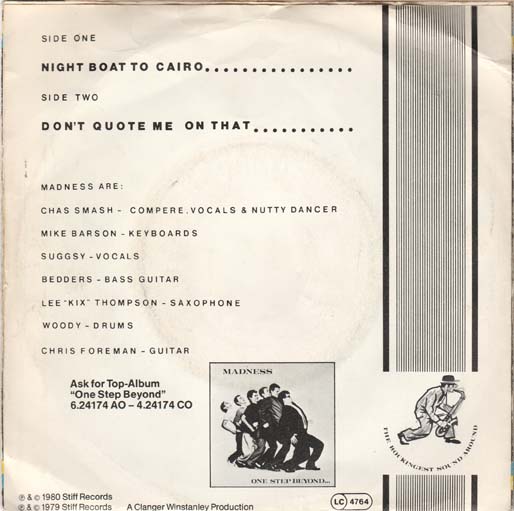 SIDE ONE
NIGHT BOAT TO CAIRO................
SIDE TWO
DON'T QUOTE ME ON THAT...........
MADNESS ARE:
CHAS SMASH – COMPERE, VOCALS & NUTTY DANCER
MIKE BARSON – KEYBOARDS
SUGGSY – VOCALS
BEDDERS – BASS GUITAR
LEE "KIX" THOMPSON – SAXOPHONE
WOODY – DRUMS
CHRIS FOREMAN – GUITAR
Ask for Top-Album
"One Step Beyond"
6.24174 AO – 4.24174 CO
MADNESS
ONE STEP BEYOND...
THE ROCKINGEST SOUND AROUND
℗ & © 1980 Stiff Records
℗ & © 1979 Stiff Records A Clanger Winstanley Production
LC 4764